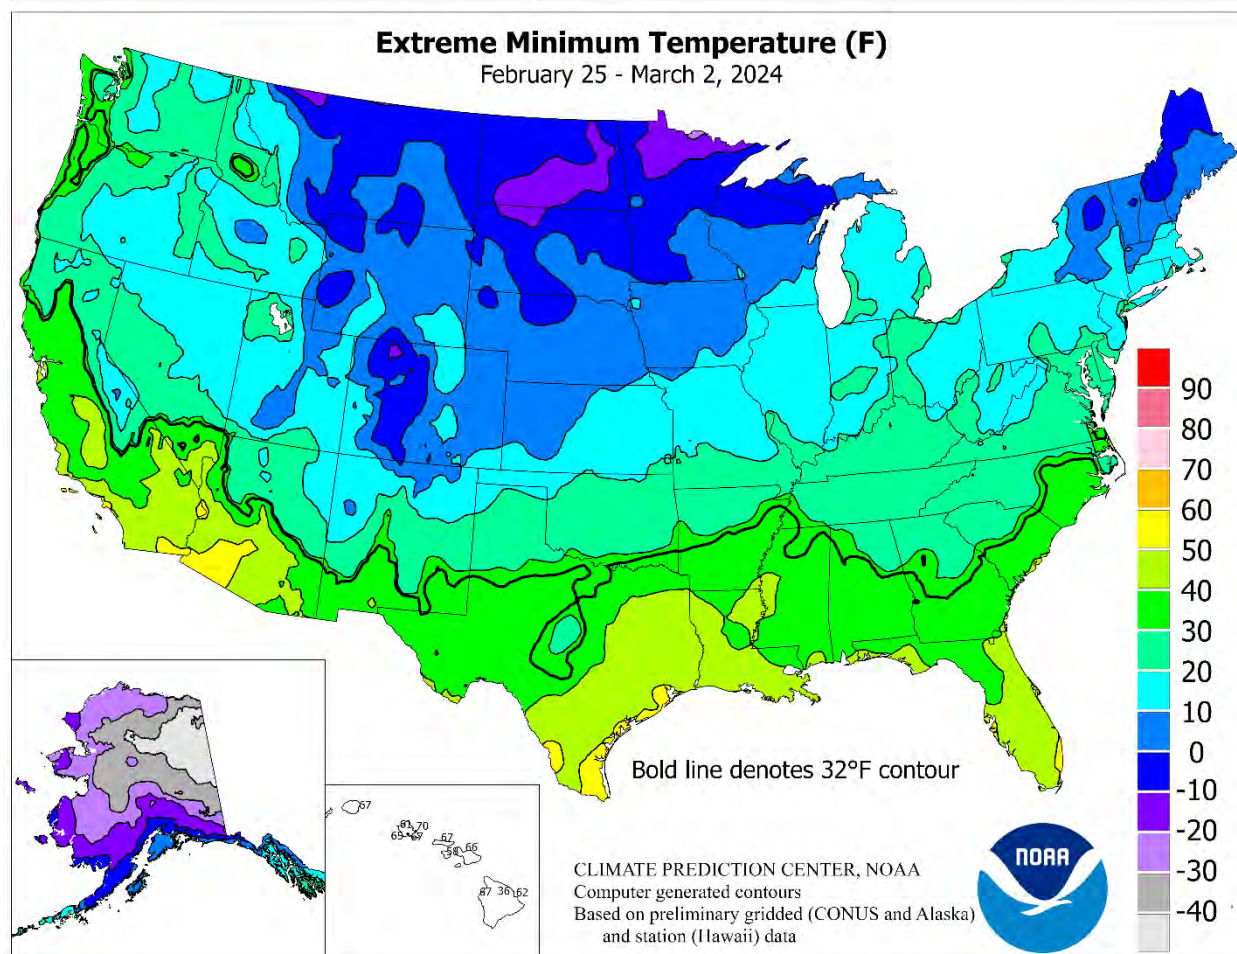 Extreme Minimum Temperature (F)
February 25 - March 2, 2024
90
80
70
60
50
40
30
20
10
0
-10
-20
-30
-40
Bold line denotes 32°F contour
67
70
67
66
36
62
CLIMATE PREDICTION CENTER, NOAA
Computer generated contours
Based on preliminary gridded (CONUS and Alaska)
and station (Hawaii) data
NOAA